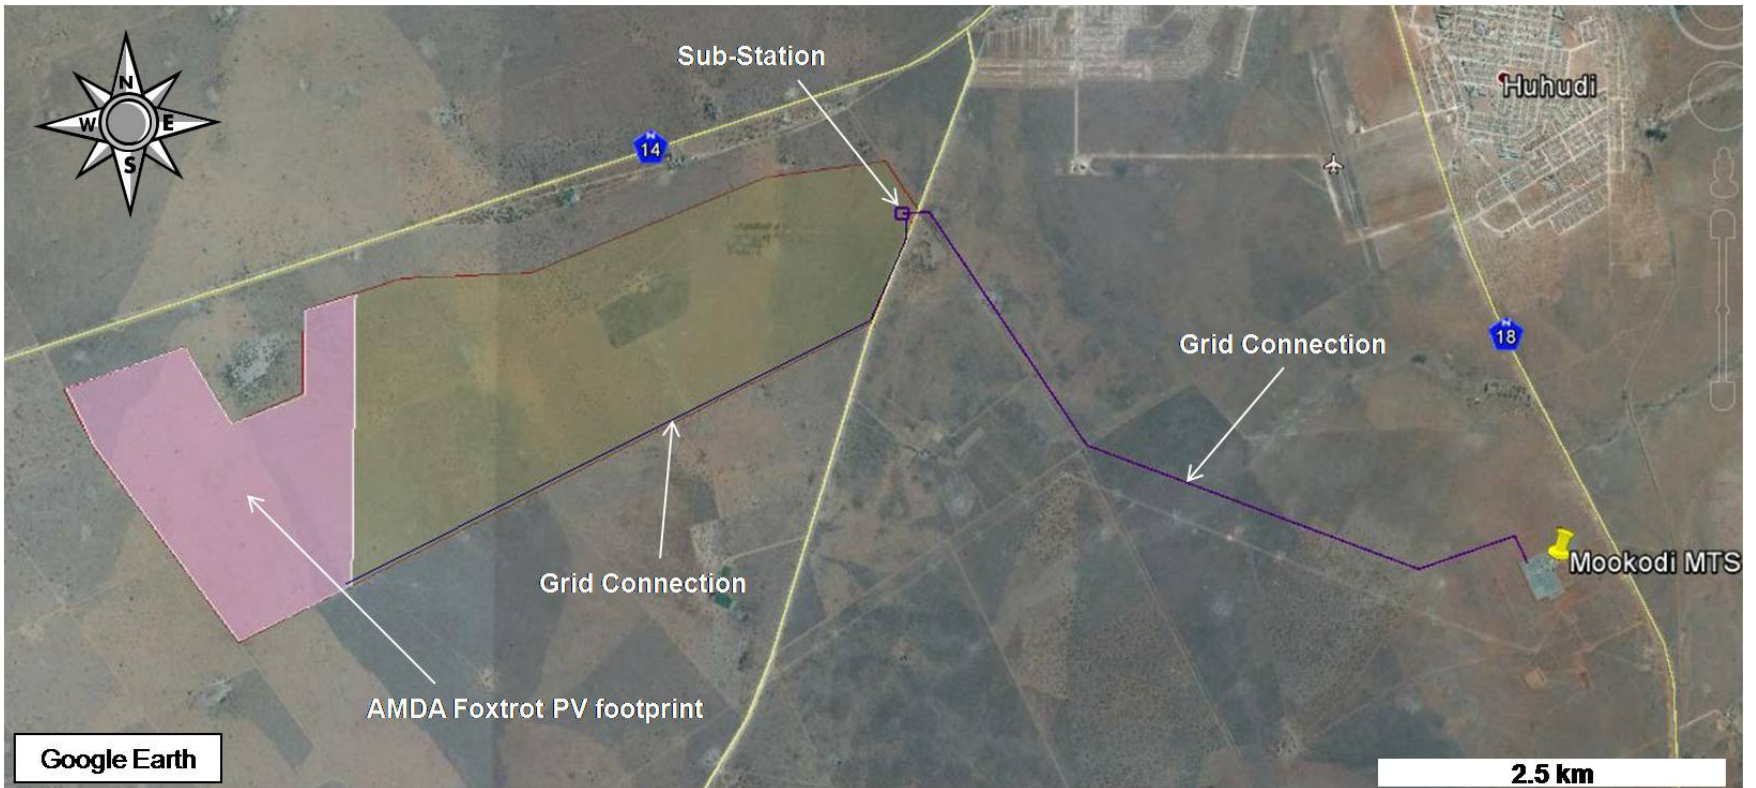 Sub-Station
N
W
E
S
Huhudi
N
14
N
18
Grid Connection
Grid Connection
Mookodi MTS
AMDA Foxtrot PV footprint
Google Earth
2.5 km